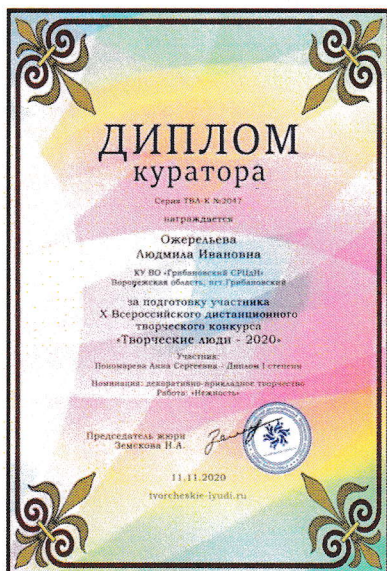 ДИПЛОМ
куратора
Серия ТВЛ-К №2047
награждается
Ожерельева
Людмила Ивановна
КУ ВО «Грибановский СРЦдН»
Воронежская область, пгт.Грибановский
за подготовку участника
X Всероссийского дистанционного
творческого конкурса
«Творческие люди - 2020»
Участник:
Пономарева Анна Сергеевна - Диплом I степени
Номинация: декоративно-прикладное творчество
Работа: «Нежность»
Председатель жюри
Земскова Н.А.
11.11.2020
tvorcheskie-lyudi.ru